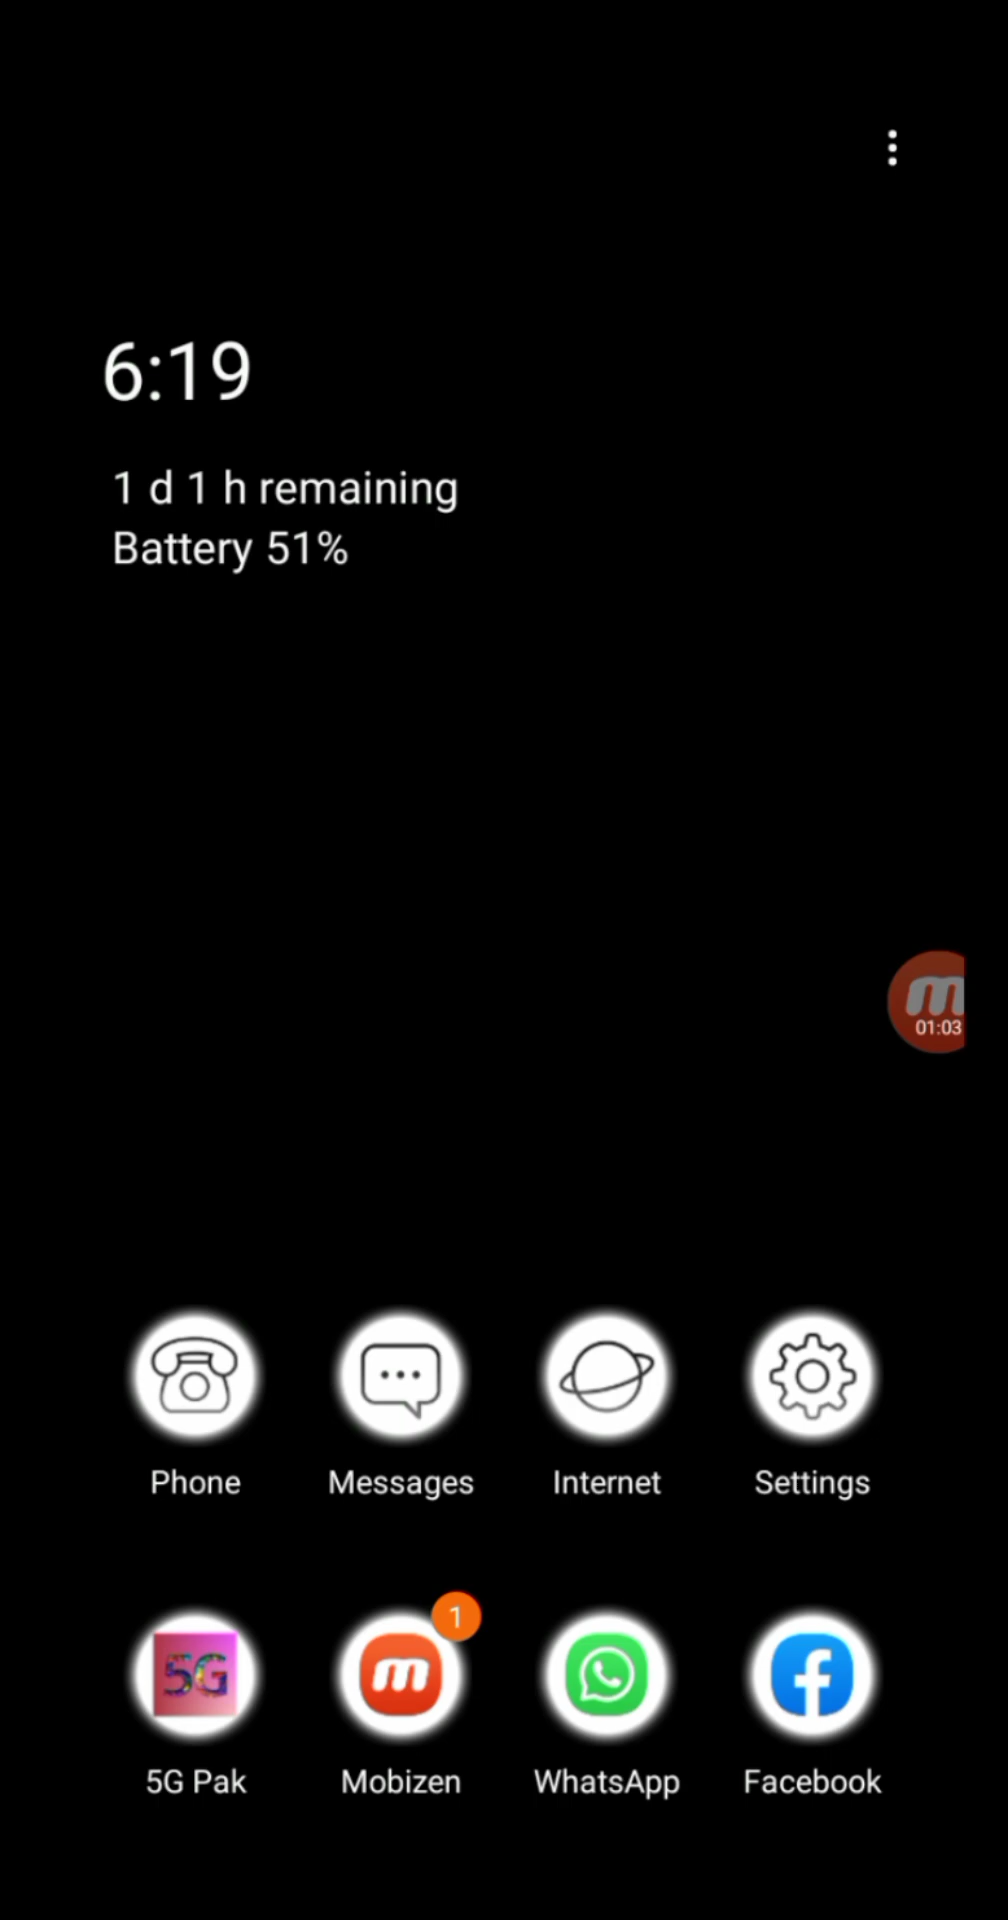 6:19
1 d 1 h remaining
Battery 51%
m
01:03
Phone Messages Internet Settings
5G m 1 f
5G Pak Mobizen WhatsApp Facebook